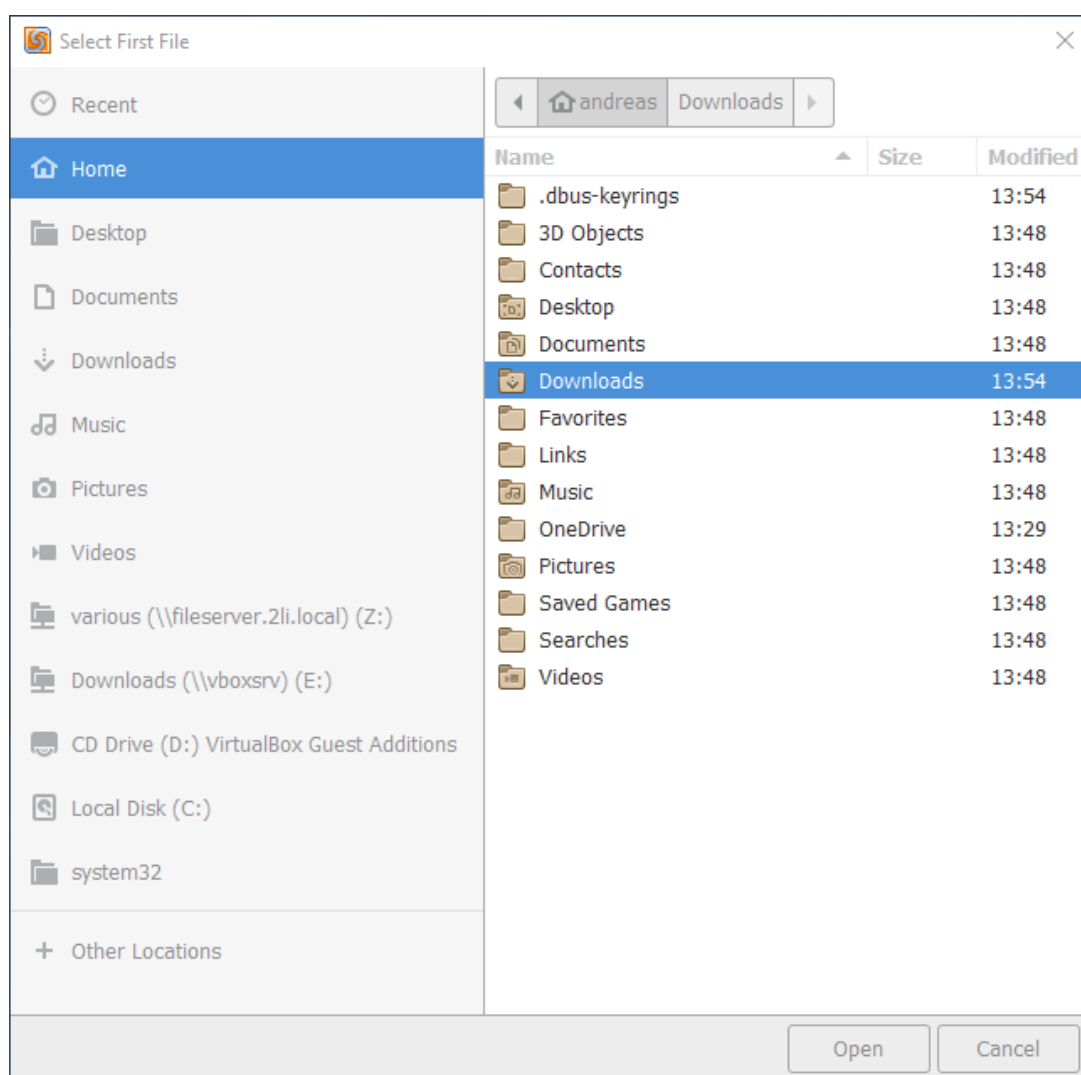 Select First File
Recent
Home
Desktop
Documents
Downloads
Music
Pictures
Videos
various (\\fileserver.2li.local) (Z:)
Downloads (\\vboxsrv) (E:)
CD Drive (D:) VirtualBox Guest Additions
Local Disk (C:)
system32
Other Locations
andreas Downloads
Name Size Modified
.dbus-keyrings 13:54
3D Objects 13:48
Contacts 13:48
Desktop 13:48
Documents 13:48
Downloads 13:54
Favorites 13:48
Links 13:48
Music 13:48
OneDrive 13:29
Pictures 13:48
Saved Games 13:48
Searches 13:48
Videos 13:48
Open Cancel